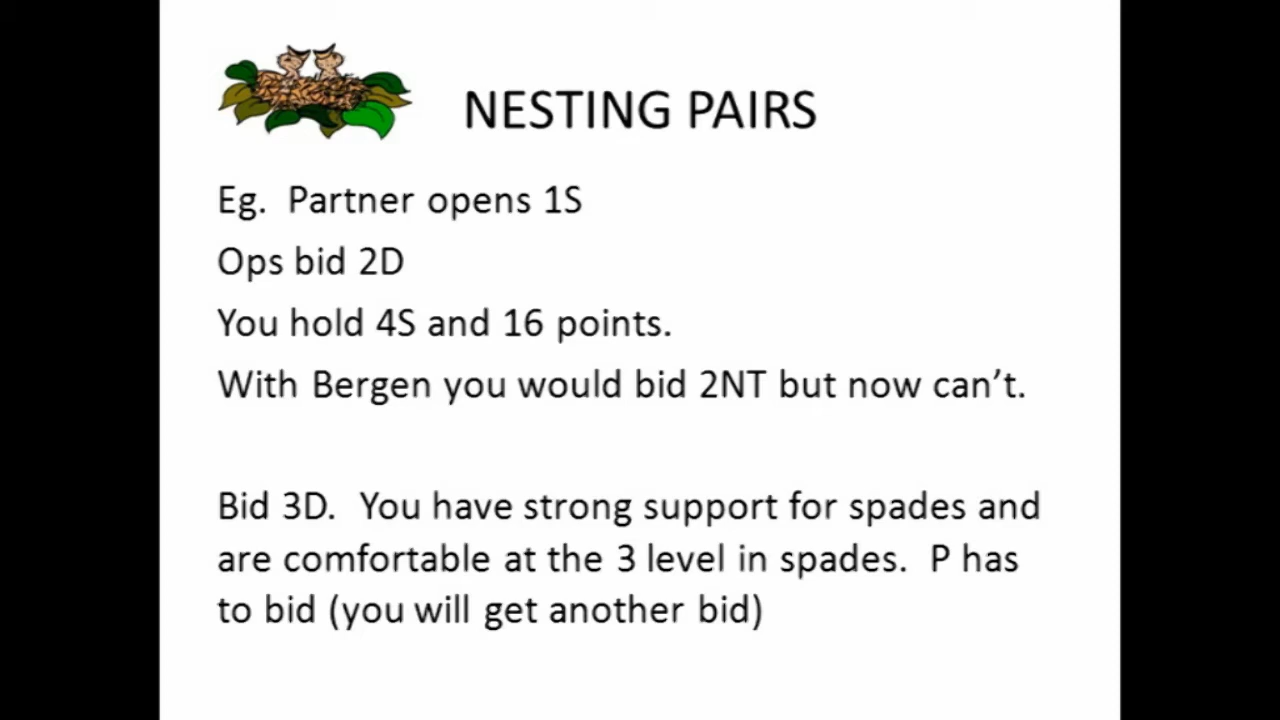 NESTING PAIRS
Eg.  Partner opens 1S
Ops bid 2D
You hold 4S and 16 points.
With Bergen you would bid 2NT but now can’t.
Bid 3D.  You have strong support for spades and
are comfortable at the 3 level in spades.  P has
to bid (you will get another bid)